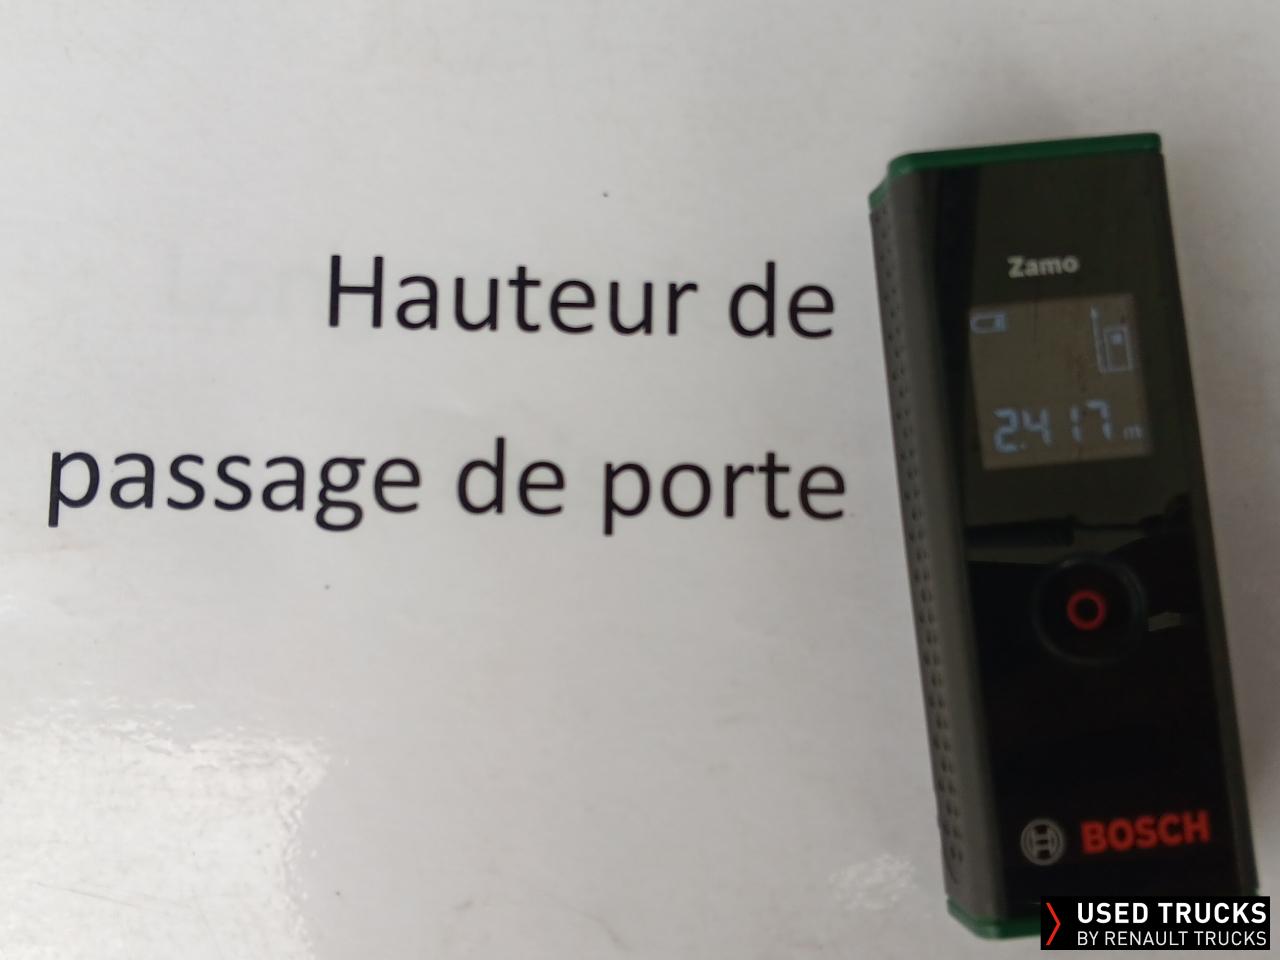 Hauteur de
passage de porte
Zamo
2.417 m
BOSCH
USED TRUCKS
BY RENAULT TRUCKS